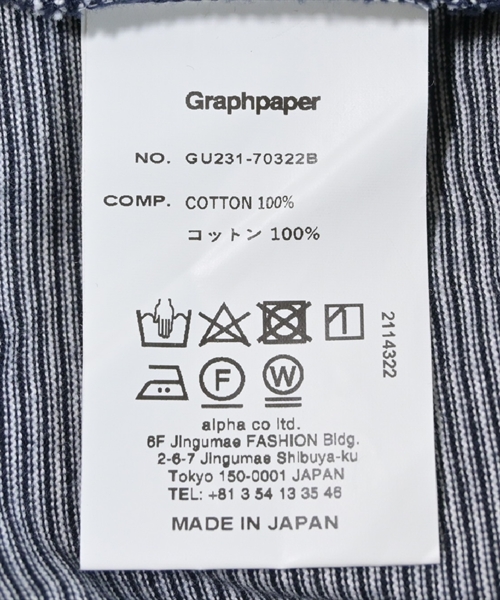 Graphpaper
NO. GU231-70322B
COMP. COTTON 100%
コットン 100%
2114322
F
W
alpha co ltd.
6F Jingumae FASHION Bldg.
2-6-7 Jingumae Shibuya-ku
Tokyo 150-0001 JAPAN
TEL: +81 3 54 13 35 46
MADE IN JAPAN